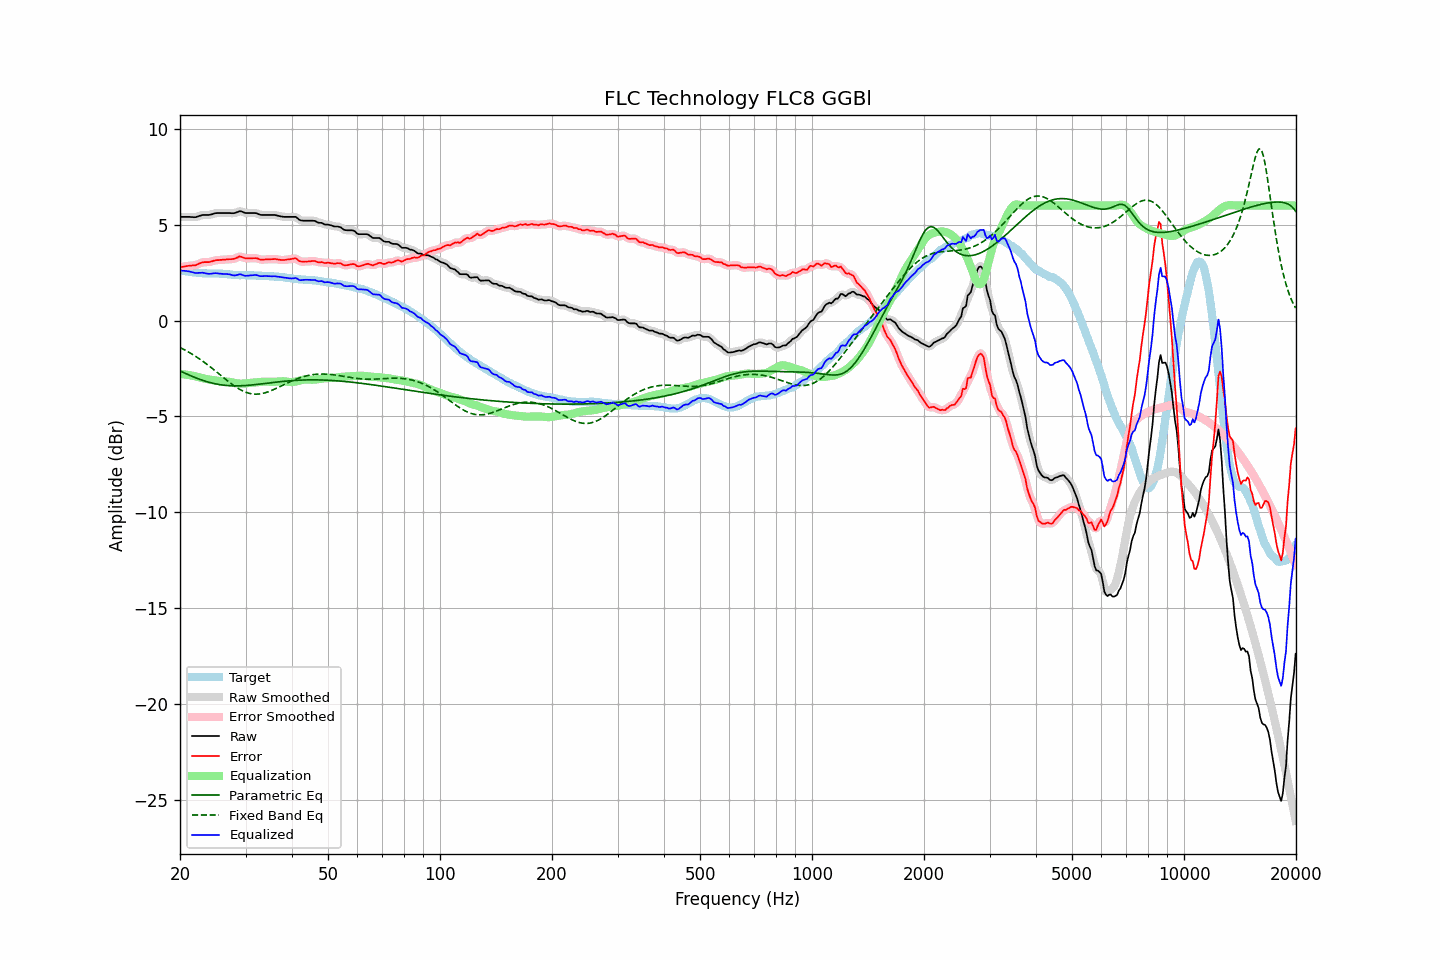 FLC Technology FLC8 GGBl
10
5
0
−5
−10
−15
−20
−25
Amplitude (dBr)
Target
Raw Smoothed
Error Smoothed
Raw
Error
Equalization
Parametric Eq
Fixed Band Eq
Equalized
20 50 100 200 500 1000 2000 5000 10000 20000
Frequency (Hz)